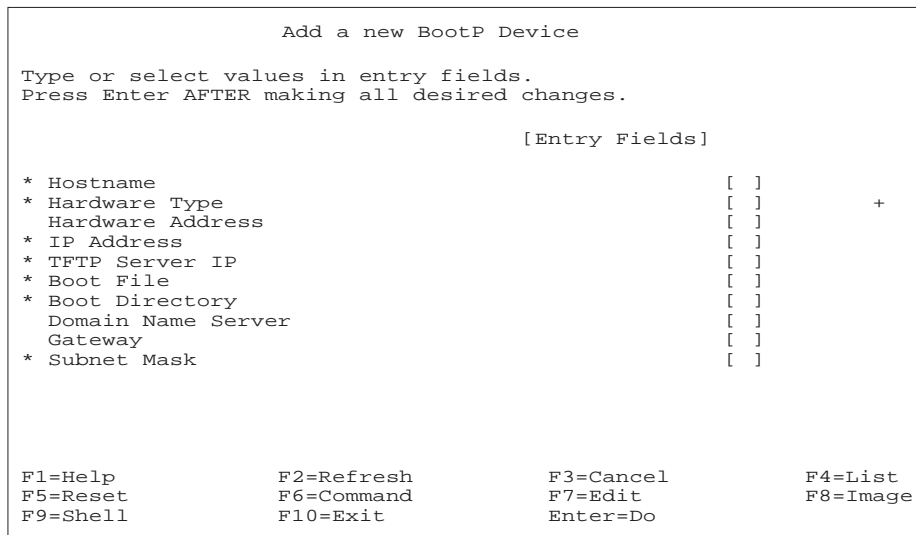 Add a new BootP Device
Type or select values in entry fields.
Press Enter AFTER making all desired changes.
[Entry Fields]
* Hostname [ ]
* Hardware Type [ ] +
Hardware Address [ ]
* IP Address [ ]
* TFTP Server IP [ ]
* Boot File [ ]
* Boot Directory [ ]
Domain Name Server [ ]
Gateway [ ]
* Subnet Mask [ ]
F1=Help F2=Refresh F3=Cancel F4=List
F5=Reset F6=Command F7=Edit F8=Image
F9=Shell F10=Exit Enter=Do